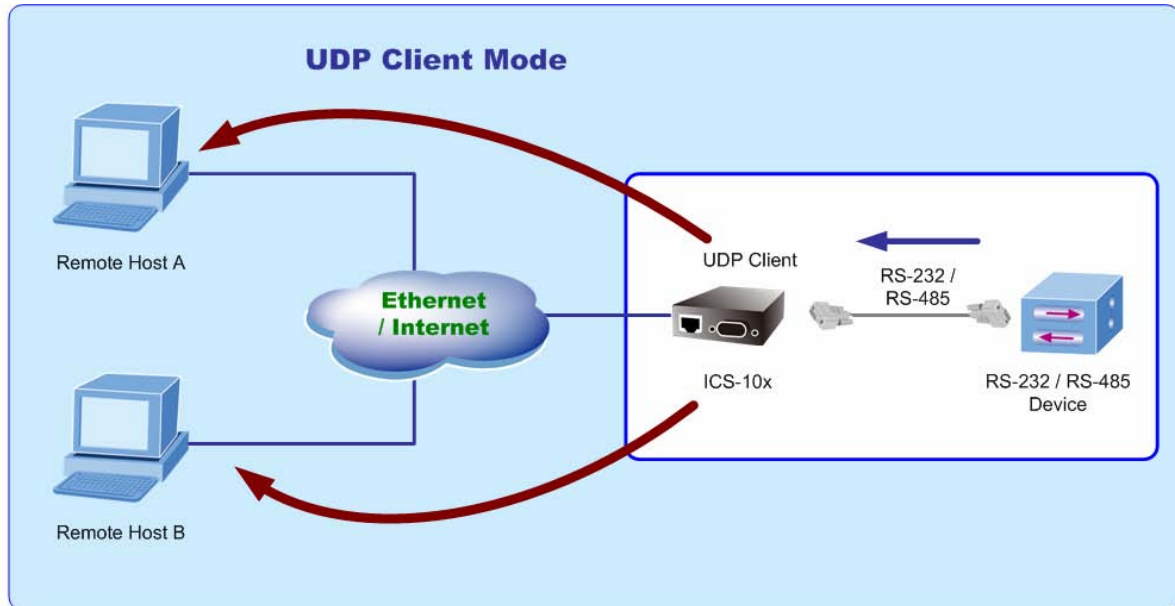 UDP Client Mode
Remote Host A
Ethernet
/ Internet
UDP Client
ICS-10x
RS-232 /
RS-485
RS-232 / RS-485
Device
Remote Host B